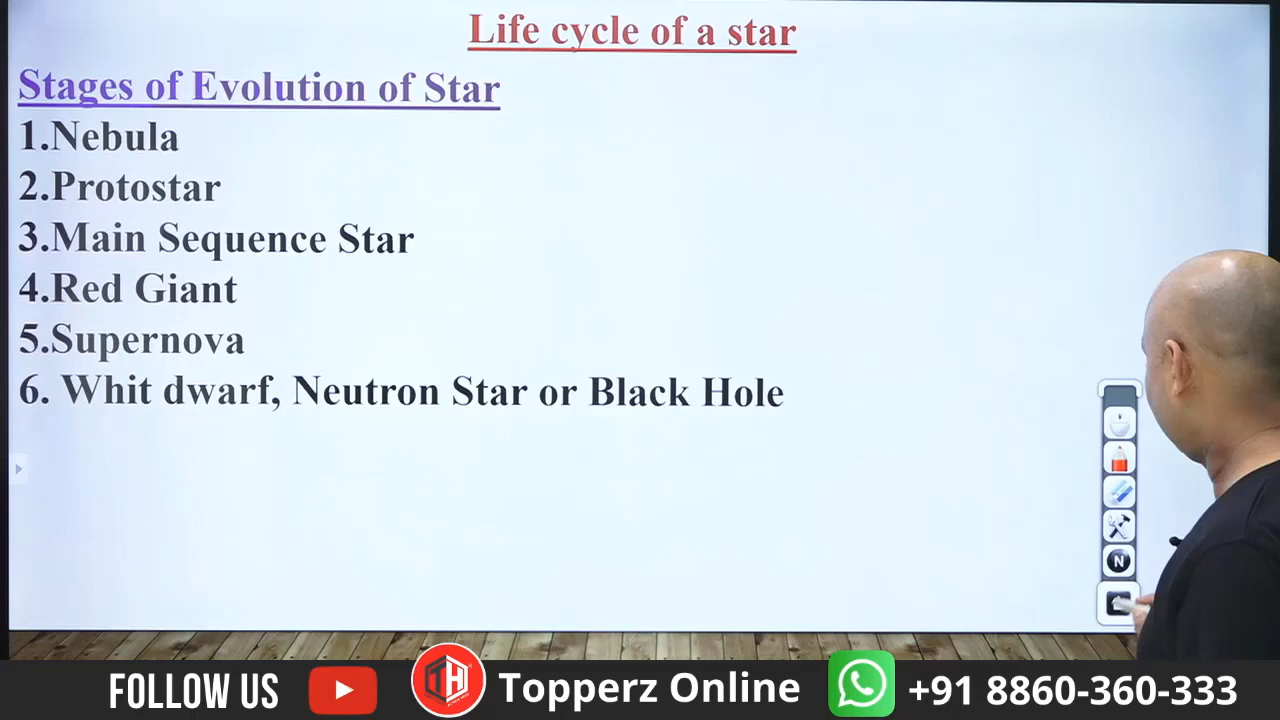 Life cycle of a star
Stages of Evolution of Star
1.Nebula
2.Protostar
3.Main Sequence Star
4.Red Giant
5.Supernova
6. Whit dwarf, Neutron Star or Black Hole
N
FOLLOW US
TH
Topperz Online
+91 8860-360-333